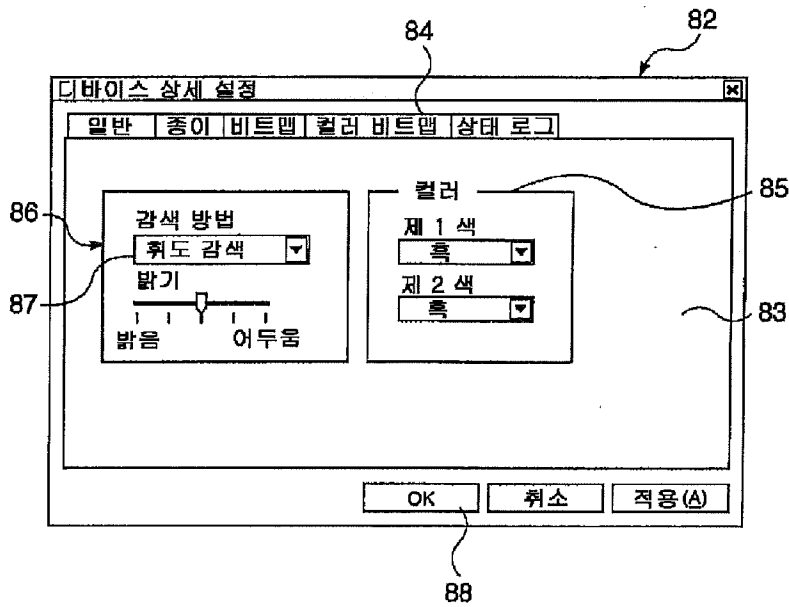 82
84
디바이스 상세 설정
일반 종이 비트맵 컬러 비트맵 상태 로그
컬러
85
86
감색 방법
제 1 색
휘도 감색
흑
87
밝기
제 2 색
흑
83
밝음 어두움
OK 취소 적용(A)
88